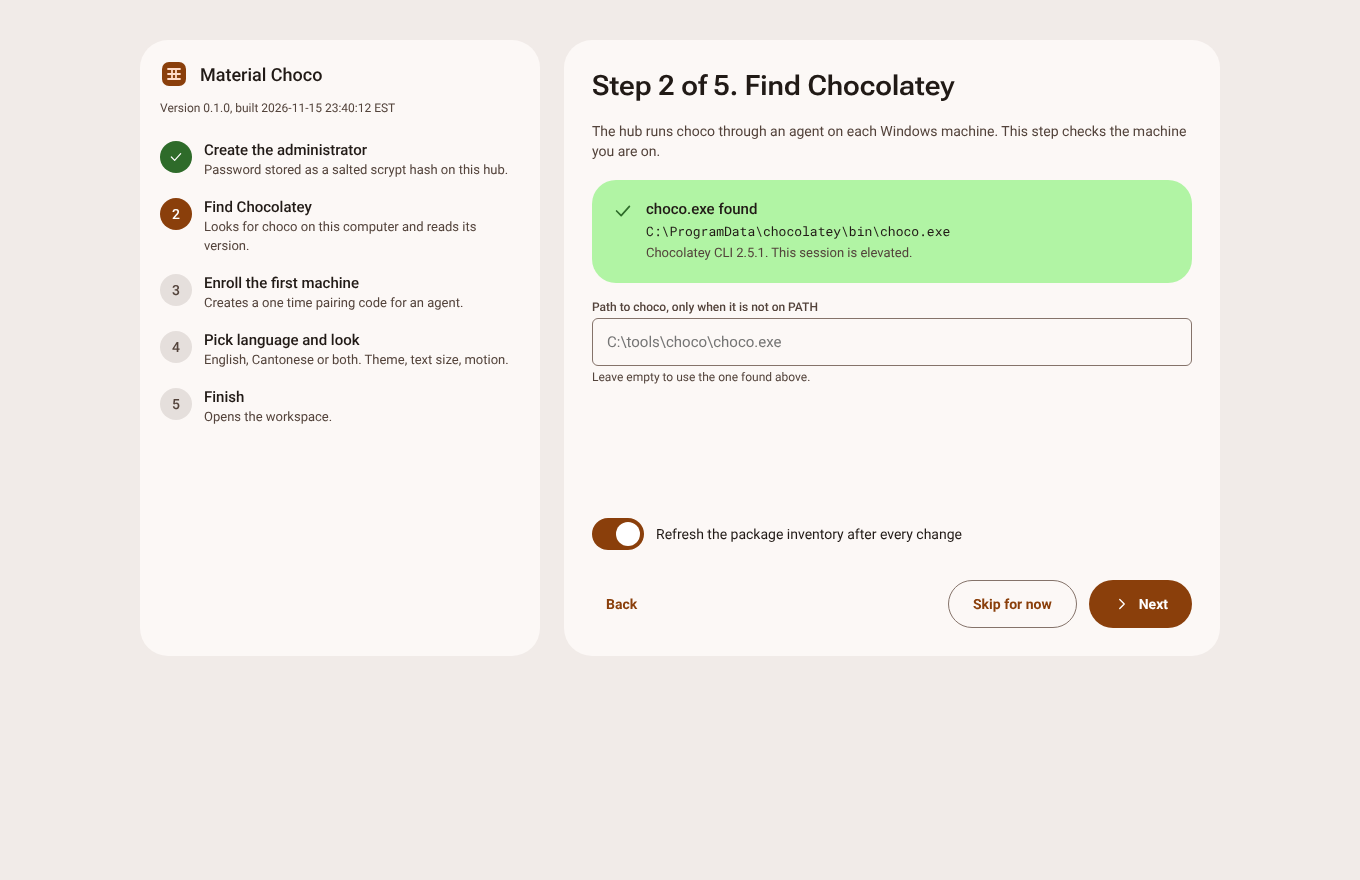 Material Choco
Version 0.1.0, built 2026-11-15 23:40:12 EST
Create the administrator
Password stored as a salted scrypt hash on this hub.
2
Find Chocolatey
Looks for choco on this computer and reads its
version.
3
Enroll the first machine
Creates a one time pairing code for an agent.
4
Pick language and look
English, Cantonese or both. Theme, text size, motion.
5
Finish
Opens the workspace.
Step 2 of 5. Find Chocolatey
The hub runs choco through an agent on each Windows machine. This step checks the machine
you are on.
choco.exe found
C:\ProgramData\chocolatey\bin\choco.exe
Chocolatey CLI 2.5.1. This session is elevated.
Path to choco, only when it is not on PATH
C:\tools\choco\choco.exe
Leave empty to use the one found above.
Refresh the package inventory after every change
Back
Skip for now
Next